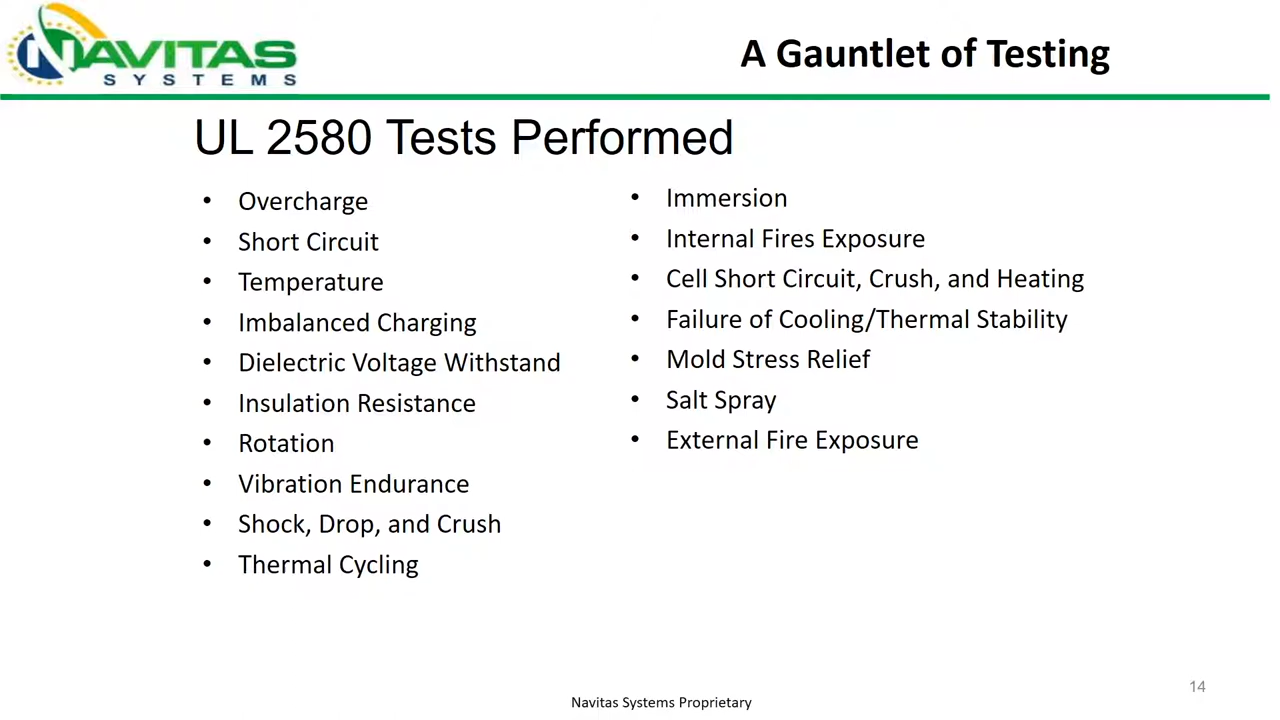 NAVITAS
SYSTEMS
A Gauntlet of Testing
UL 2580 Tests Performed
• Overcharge
• Short Circuit
• Temperature
• Imbalanced Charging
• Dielectric Voltage Withstand
• Insulation Resistance
• Rotation
• Vibration Endurance
• Shock, Drop, and Crush
• Thermal Cycling
• Immersion
• Internal Fires Exposure
• Cell Short Circuit, Crush, and Heating
• Failure of Cooling/Thermal Stability
• Mold Stress Relief
• Salt Spray
• External Fire Exposure
Navitas Systems Proprietary
14